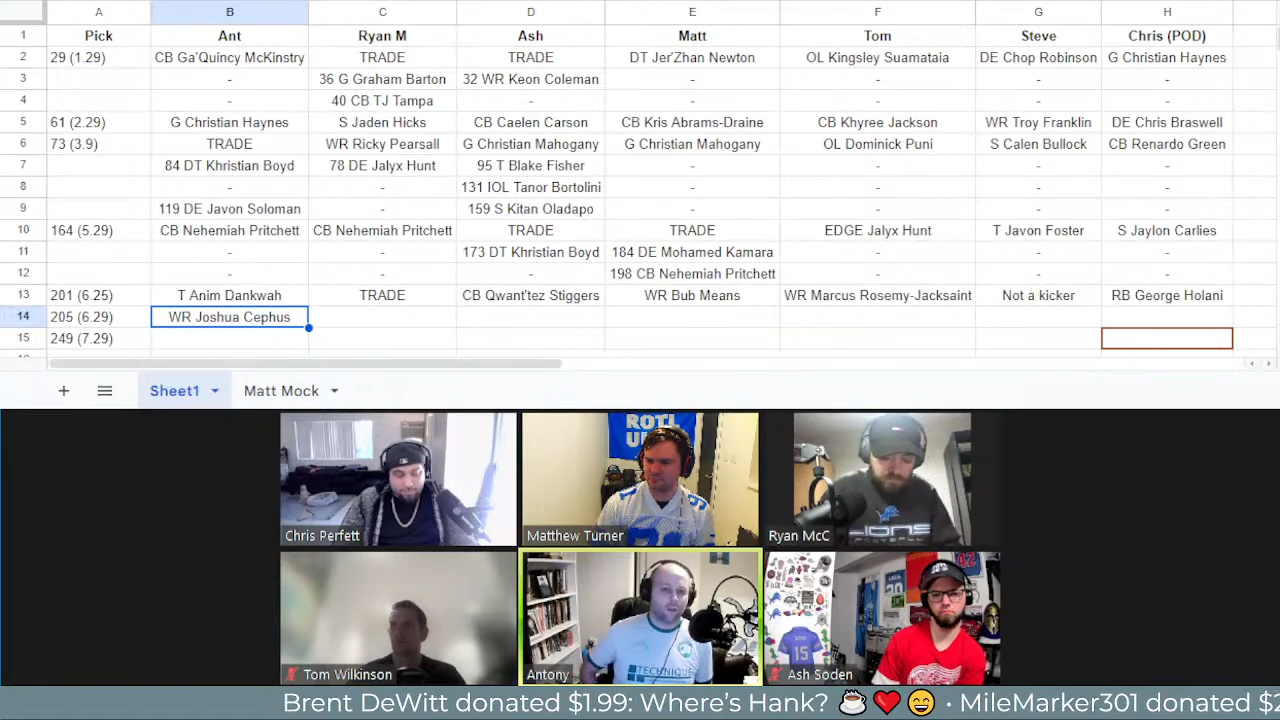 A B C D E F G H
1 Pick Ant Ryan M Ash Matt Tom Steve Chris (POD)
2 29 (1.29) CB Ga'Quincy McKinstry TRADE TRADE DT Jer'Zhan Newton OL Kingsley Suamataia DE Chop Robinson G Christian Haynes
3 - 36 G Graham Barton 32 WR Keon Coleman - - - -
4 - 40 CB TJ Tampa - - - - -
5 61 (2.29) G Christian Haynes S Jaden Hicks CB Caelen Carson CB Kris Abrams-Draine CB Khyree Jackson WR Troy Franklin DE Chris Braswell
6 73 (3.9) TRADE WR Ricky Pearsall G Christian Mahogany G Christian Mahogany OL Dominick Puni S Calen Bullock CB Renardo Green
7 84 DT Khristian Boyd 78 DE Jalyx Hunt 95 T Blake Fisher - - - -
8 - - 131 IOL Tanor Bortolini - - - -
9 119 DE Javon Soloman - 159 S Kitan Oladapo - - - -
10 164 (5.29) CB Nehemiah Pritchett CB Nehemiah Pritchett TRADE TRADE EDGE Jalyx Hunt T Javon Foster S Jaylon Carlies
11 - - 173 DT Khristian Boyd 184 DE Mohamed Kamara - - -
12 - - - 198 CB Nehemiah Pritchett - - -
13 201 (6.25) T Anim Dankwah TRADE CB Qwant'tez Stiggers WR Bub Means WR Marcus Rosemy-Jacksaint Not a kicker RB George Holani
14 205 (6.29) WR Joshua Cephus
15 249 (7.29)
+ Sheet1 Matt Mock
ROTL
Chris Perfett Matthew Turner Ryan McC
LIONS
42
15
TECHNIQUE
Tom Wilkinson Antony Ash Soden
Brent DeWitt donated $1.99: Where's Hank? ☕❤️😄 • MileMarker301 donated $2